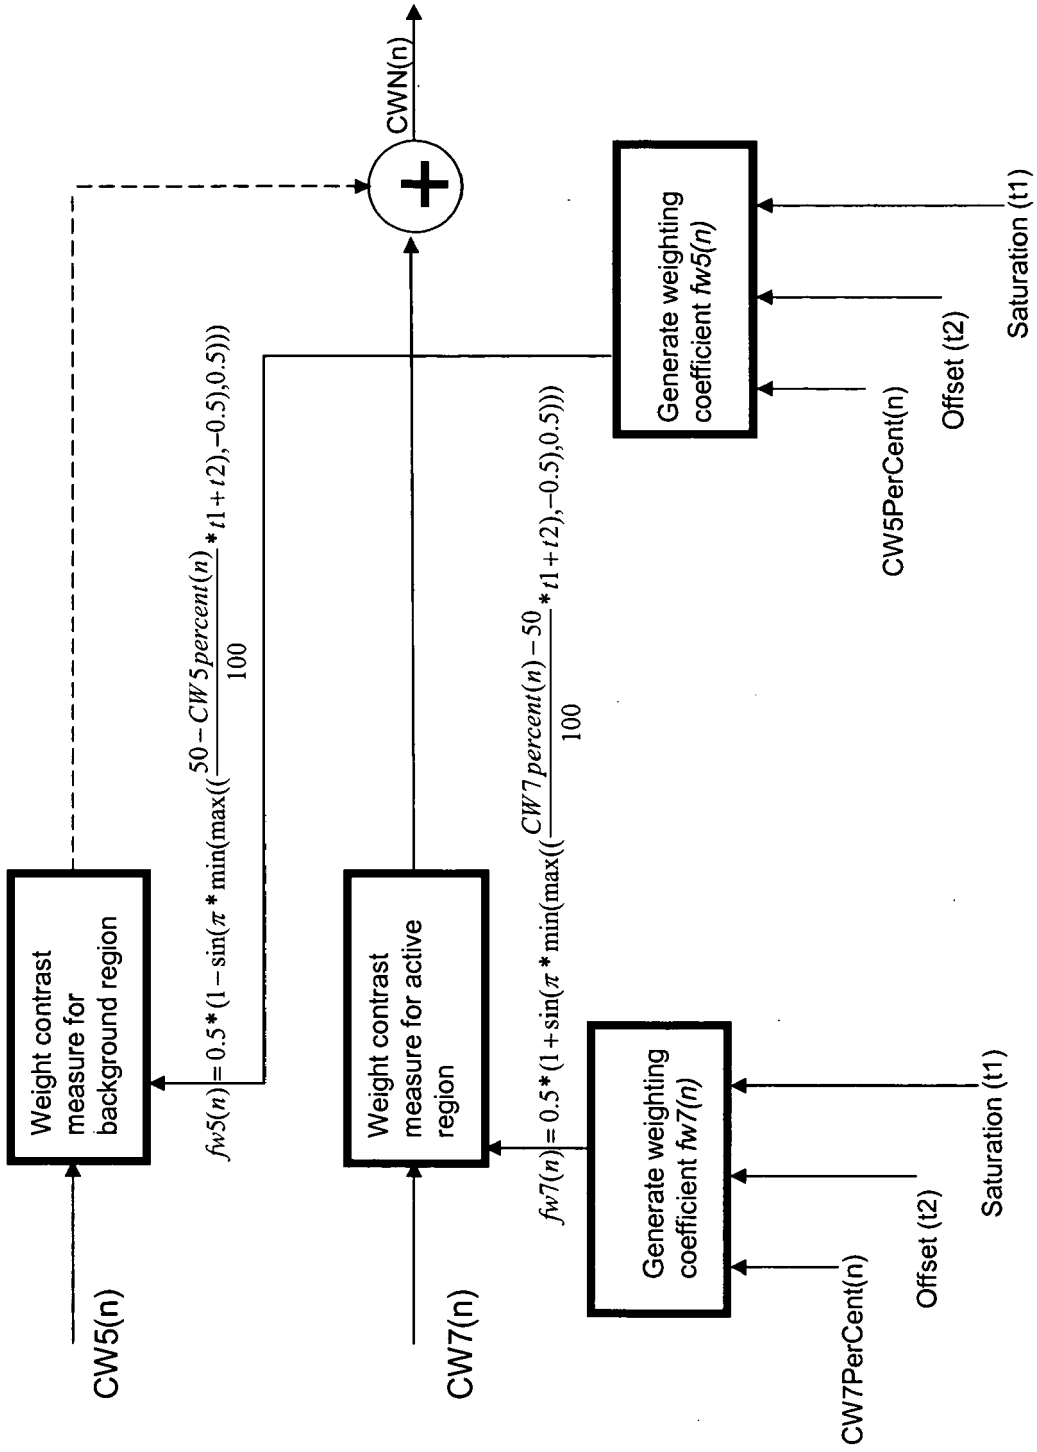 CW5(n)
Weight contrast
measure for
background region
fw5(n) = 0.5*(1−sin(π*min(max((\frac{50−CW5percent(n)}{100}*t1+t2),−0.5),0.5)))
CWN(n)
+
CW7(n)
Weight contrast
measure for active
region
fw7(n) = 0.5*(1+sin(π*min(max((\frac{CW7percent(n)−50}{100}*t1+t2),−0.5),0.5)))
Generate weighting
coefficient fw7(n)
CW7PerCent(n)
Offset (t2)
Saturation (t1)
Generate weighting
coefficient fw5(n)
CW5PerCent(n)
Offset (t2)
Saturation (t1)